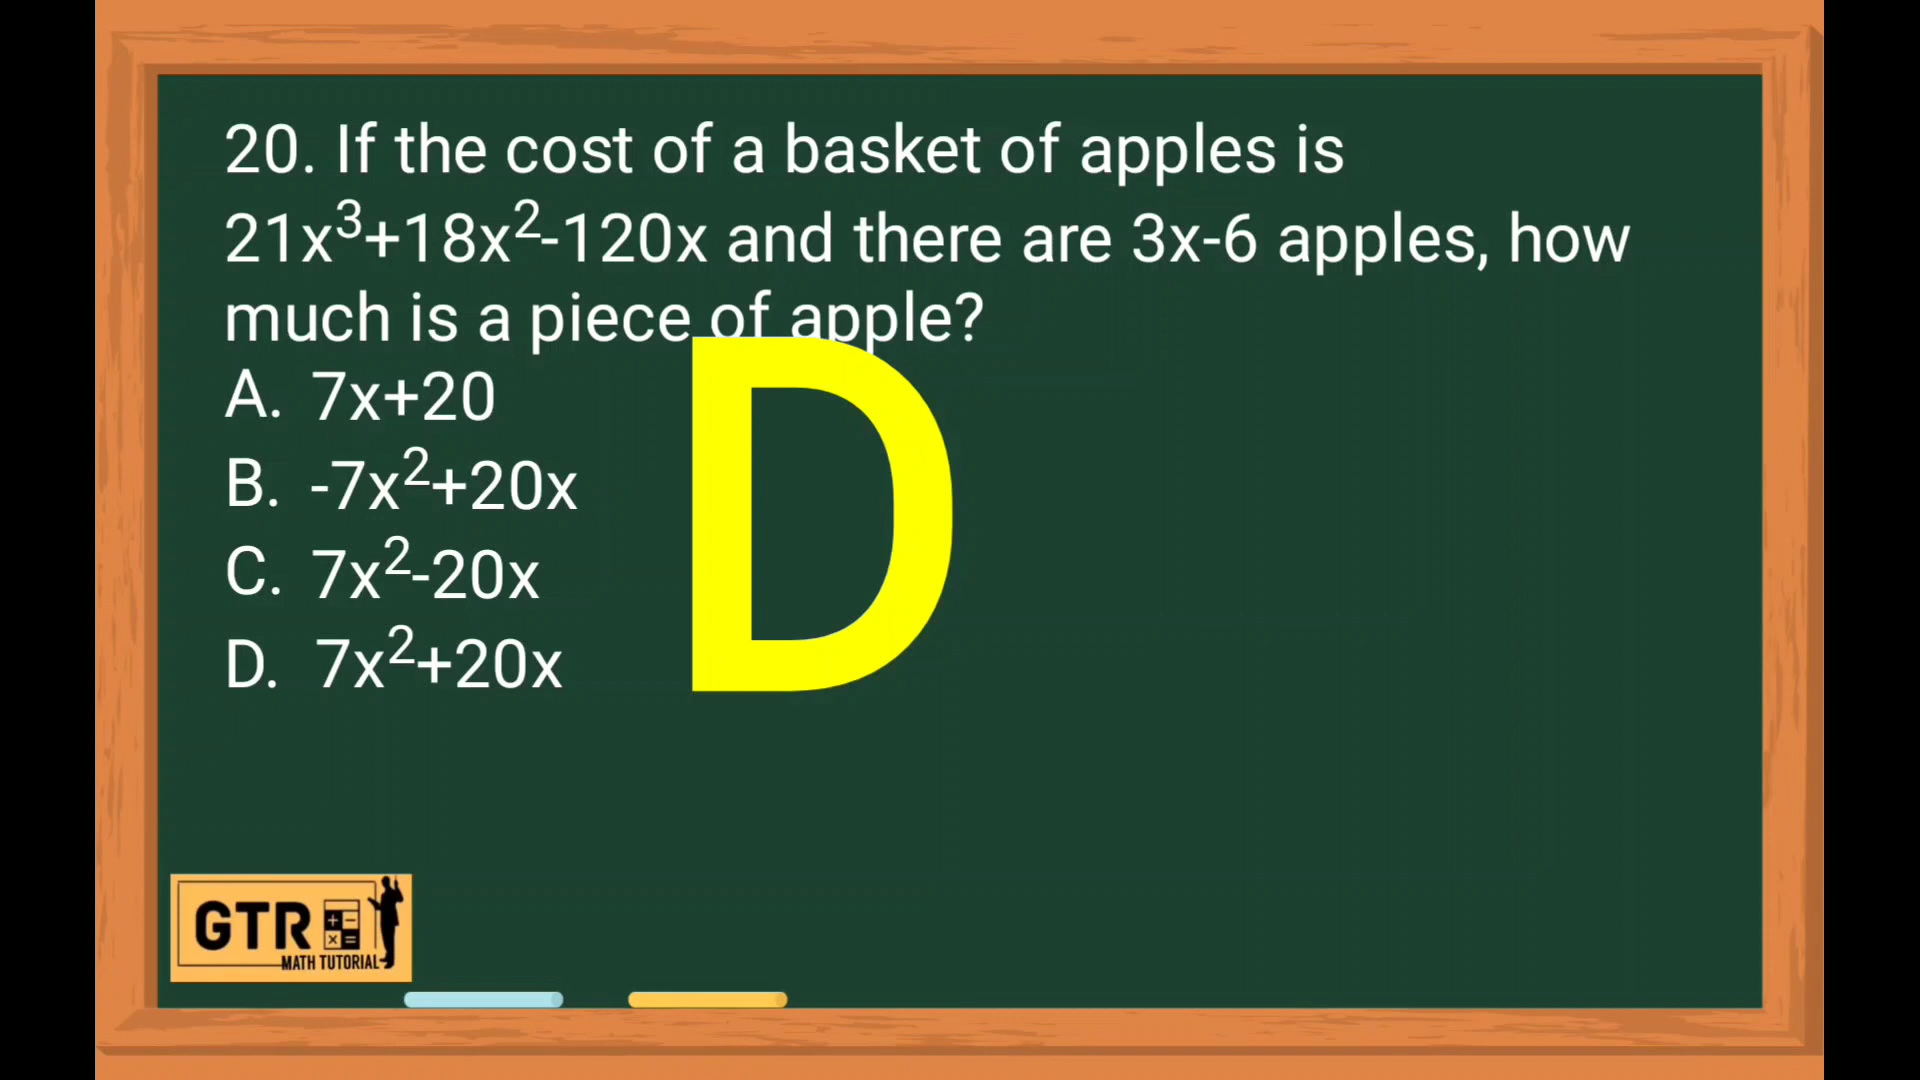 20. If the cost of a basket of apples is
21x³+18x²-120x and there are 3x-6 apples, how
much is a piece of apple?
A. 7x+20
B. -7x²+20x
C. 7x²-20x
D. 7x²+20x
D
GTR
MATH TUTORIAL